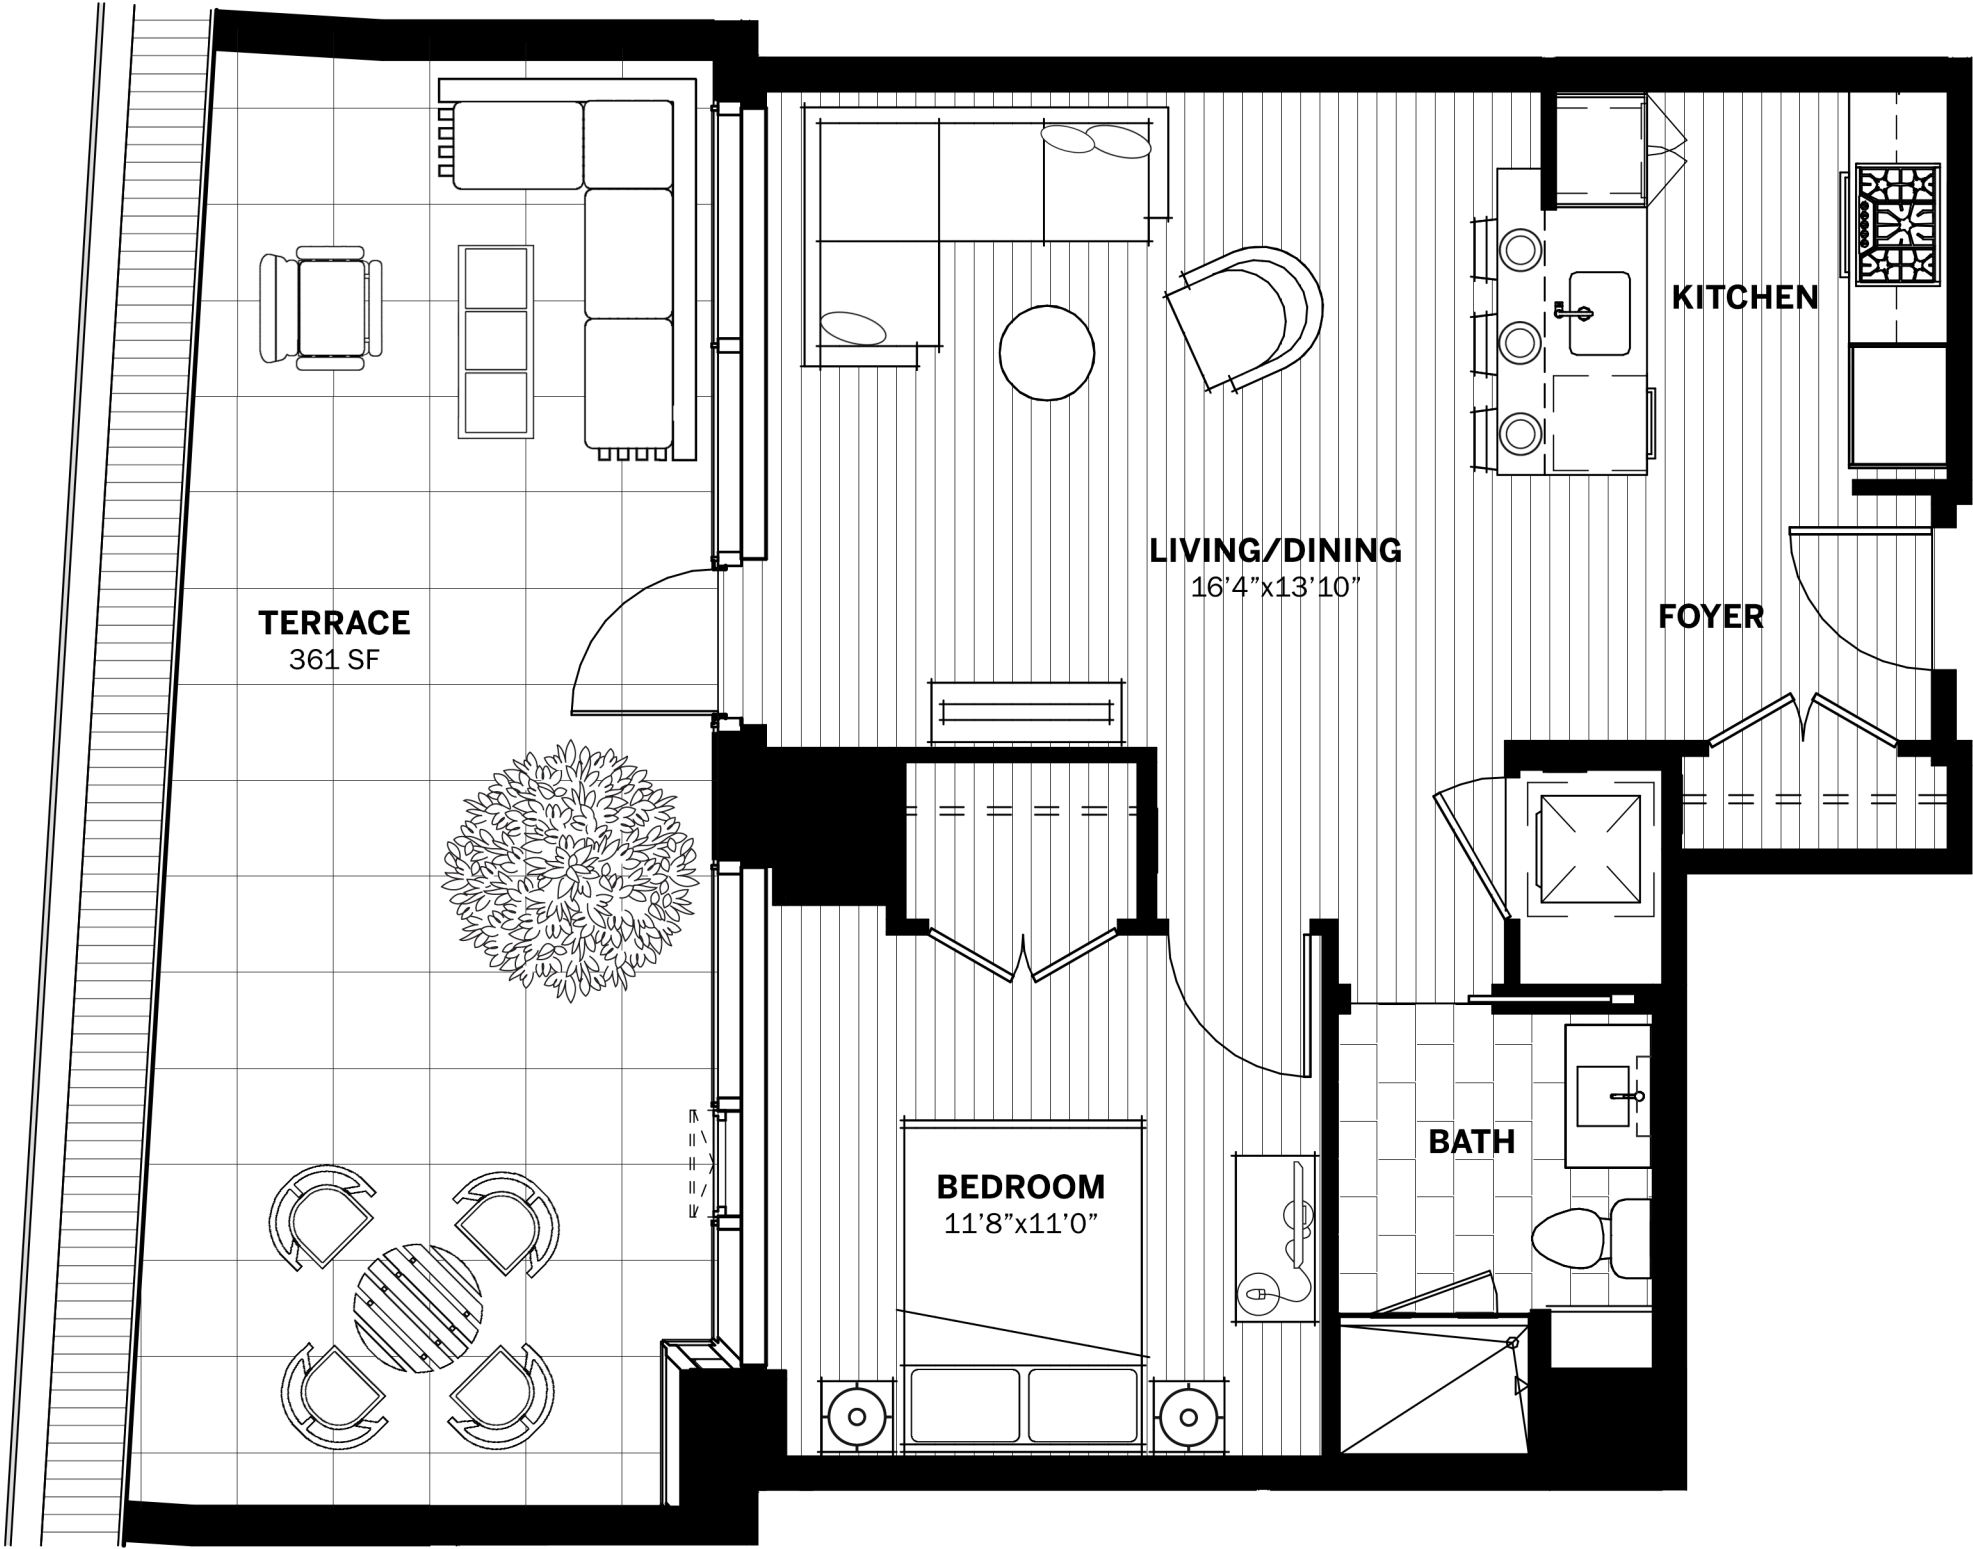 KITCHEN
LIVING/DINING
16’4”x13’10”
FOYER
TERRACE
361 SF
BATH
BEDROOM
11’8”x11’0”